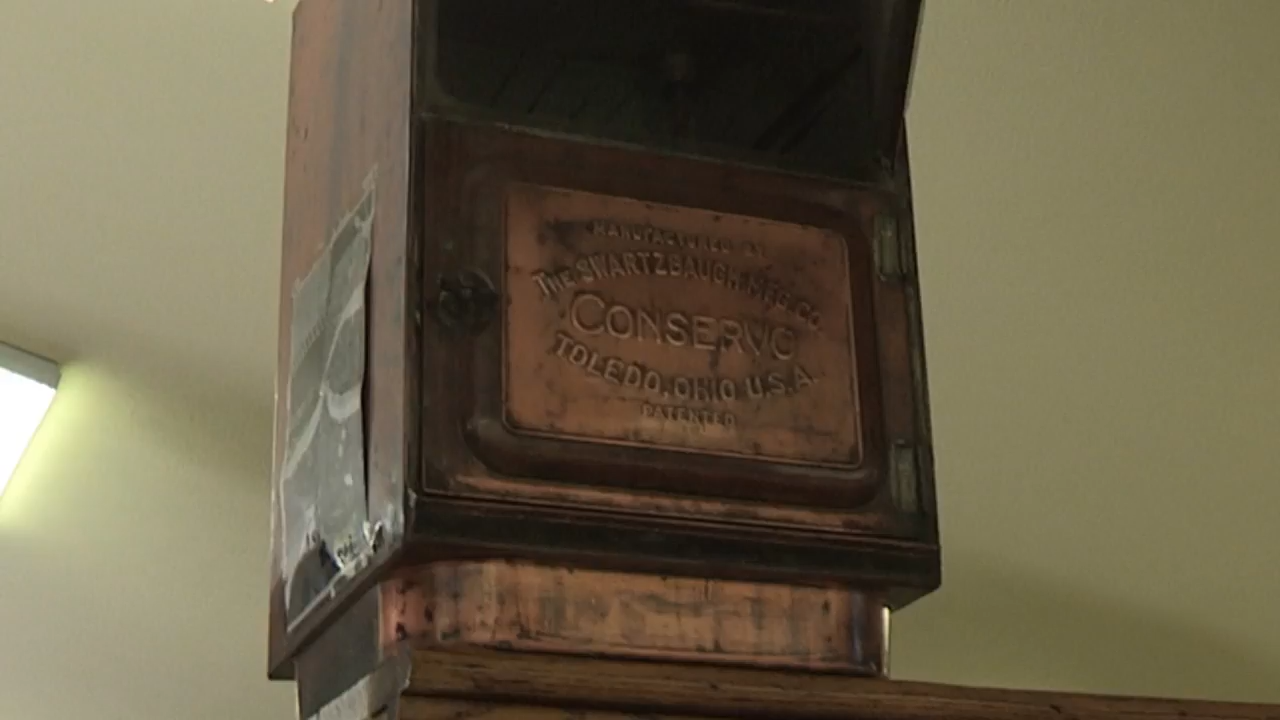 MANUFACTURED BY
THE SWARTZBAUGH MFG. CO.
CONSERVO
TOLEDO, OHIO U.S.A.
PATENTED